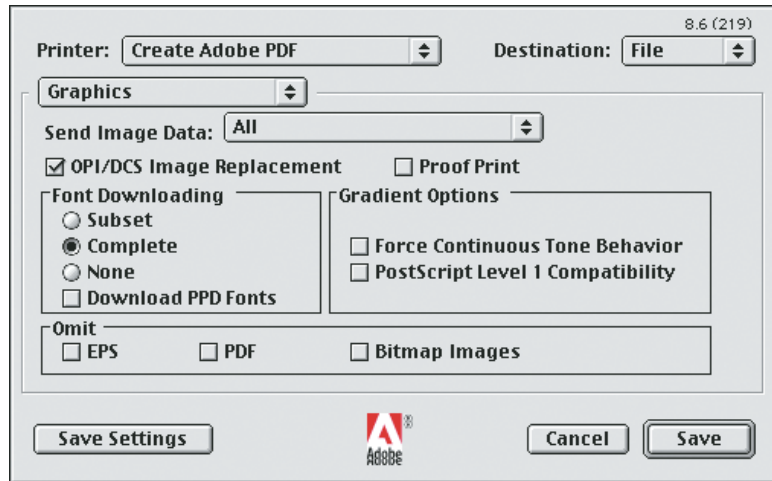 8.6 (219)
Printer: Create Adobe PDF Destination: File
Graphics
Send Image Data: All
OPI/DCS Image Replacement Proof Print
Font Downloading Gradient Options
Subset
Complete Force Continuous Tone Behavior
None PostScript Level 1 Compatibility
Download PPD Fonts
Omit
EPS PDF Bitmap Images
Save Settings Adobe ® Cancel Save